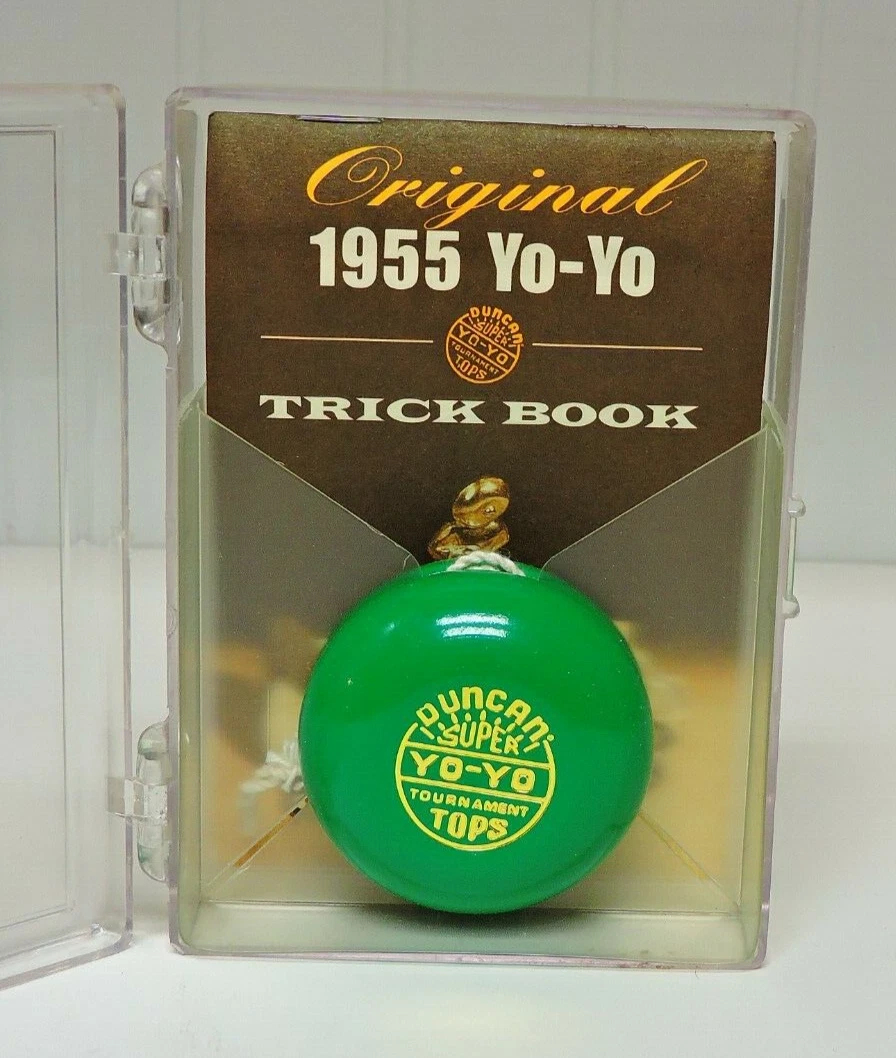 Original
1955 Yo-Yo
DUNCAN
SUPER
YO-YO
TOURNAMENT
TOPS
TRICK BOOK
DUNCAN
SUPER
YO-YO
TOURNAMENT
TOPS